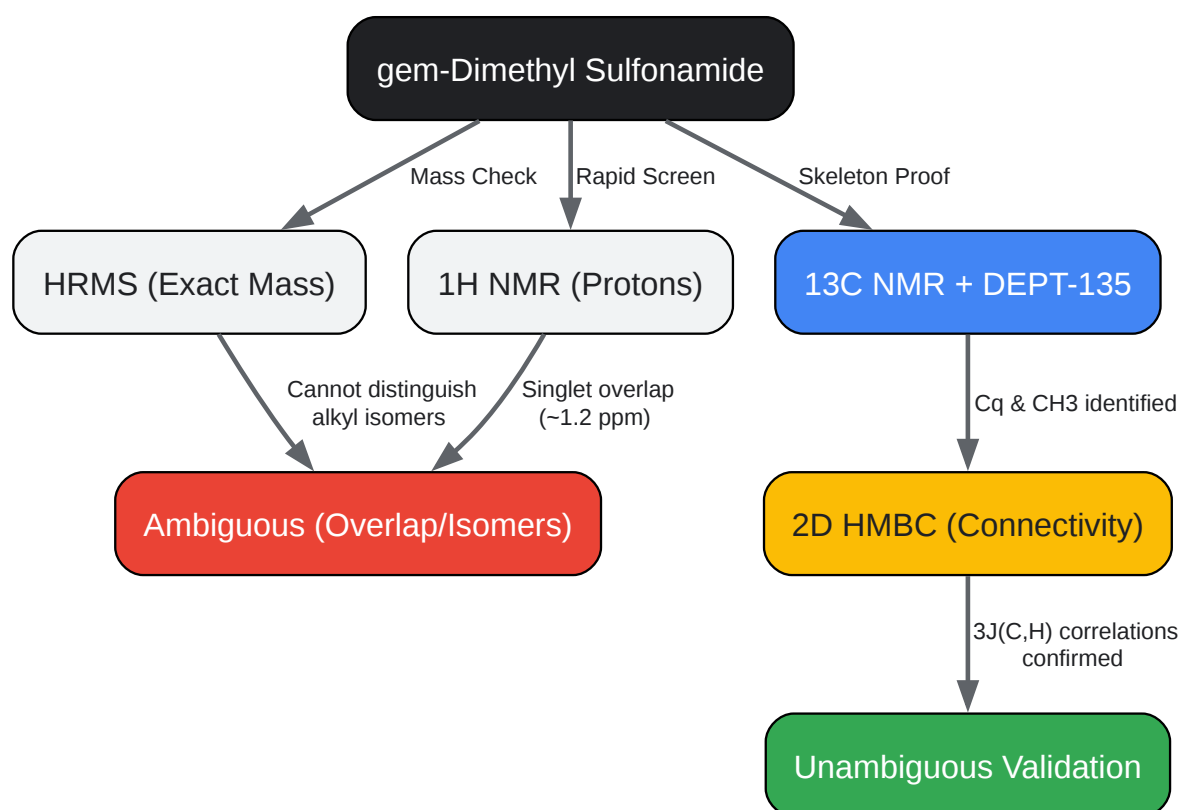 gem-Dimethyl Sulfonamide
Mass Check
Rapid Screen
Skeleton Proof
HRMS (Exact Mass)
1H NMR (Protons)
13C NMR + DEPT-135
Cannot distinguish
alkyl isomers
Singlet overlap
(~1.2 ppm)
Cq & CH3 identified
Ambiguous (Overlap/Isomers)
2D HMBC (Connectivity)
3J(C,H) correlations
confirmed
Unambiguous Validation